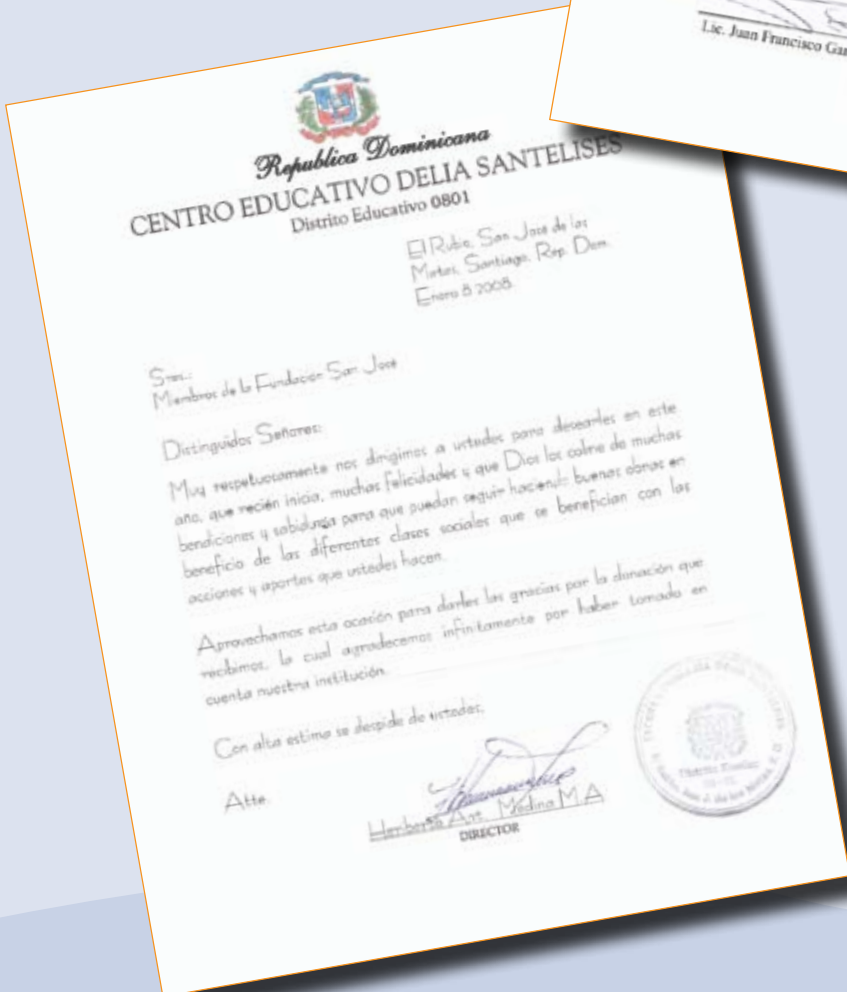 Lic. Juan Francisco
Republica Dominicana
CENTRO EDUCATIVO DELIA SANTELISES
Distrito Educativo 0801
El Rubio, San José de las
Matas, Santiago, Rep. Dom.
Enero 8 2008.
Sres.:
Miembros de la Fundación San José
Distinguidos Señores:
Muy respetuosamente nos dirigimos a ustedes para desearles en este
año, que recién inicia, muchas felicidades y que Dios los colme de muchas
bendiciones y sabiduría para que puedan seguir haciendo buenas obras en
beneficio de las diferentes clases sociales que se benefician con las
acciones y aportes que ustedes hacen.
Aprovechamos esta ocasión para darles las gracias por la donación que
recibimos, la cual agradecemos infinitamente por haber tomado en
cuenta nuestra institución.
Con alta estima se despide de ustedes,
Atte.
Heriberto Ant. Medina M.A
DIRECTOR